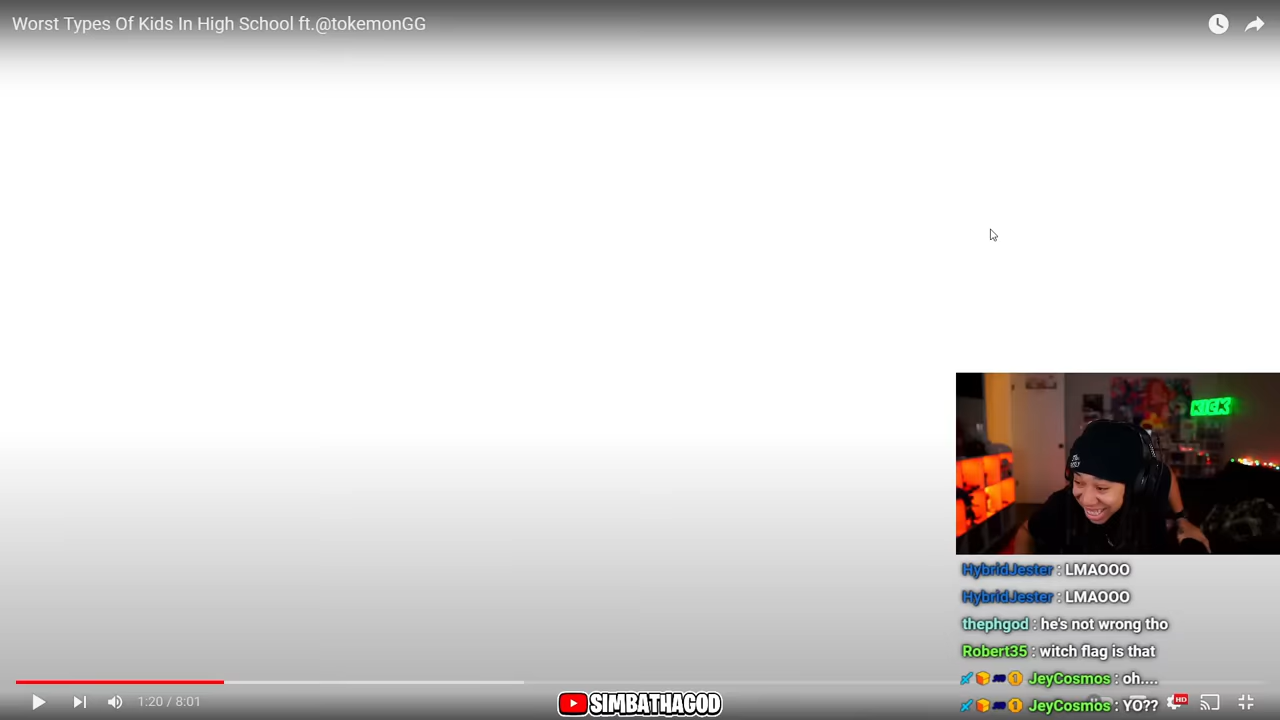 Worst Types Of Kids In High School ft.@tokemonGG
KICK
HybridJester : LMAOOO
HybridJester : LMAOOO
thephgod : he's not wrong tho
Robert35 : witch flag is that
JeyCosmos : oh....
JeyCosmos : YO??
1:20 / 8:01
SIMBATHAGOD
HD